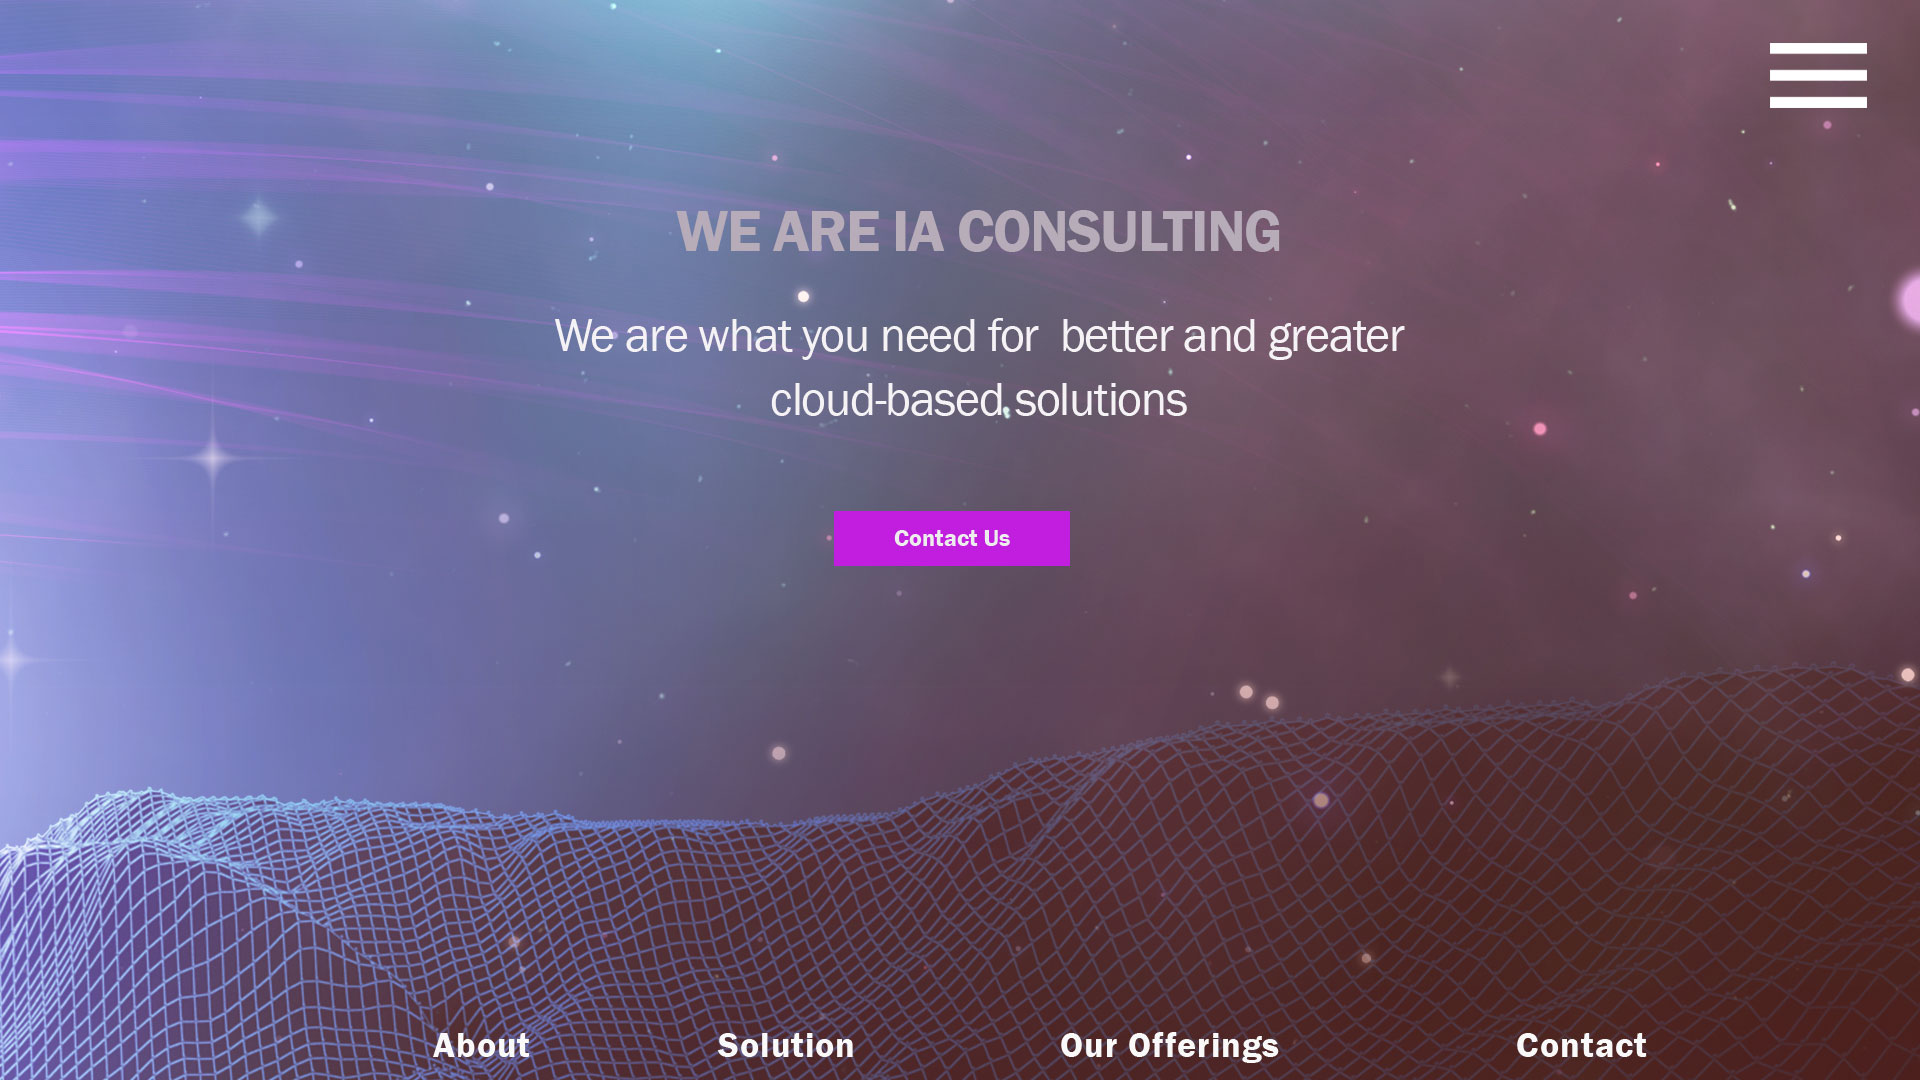 WE ARE IA CONSULTING
We are what you need for  better and greater
cloud-based solutions
Contact Us
About
Solution
Our Offerings
Contact